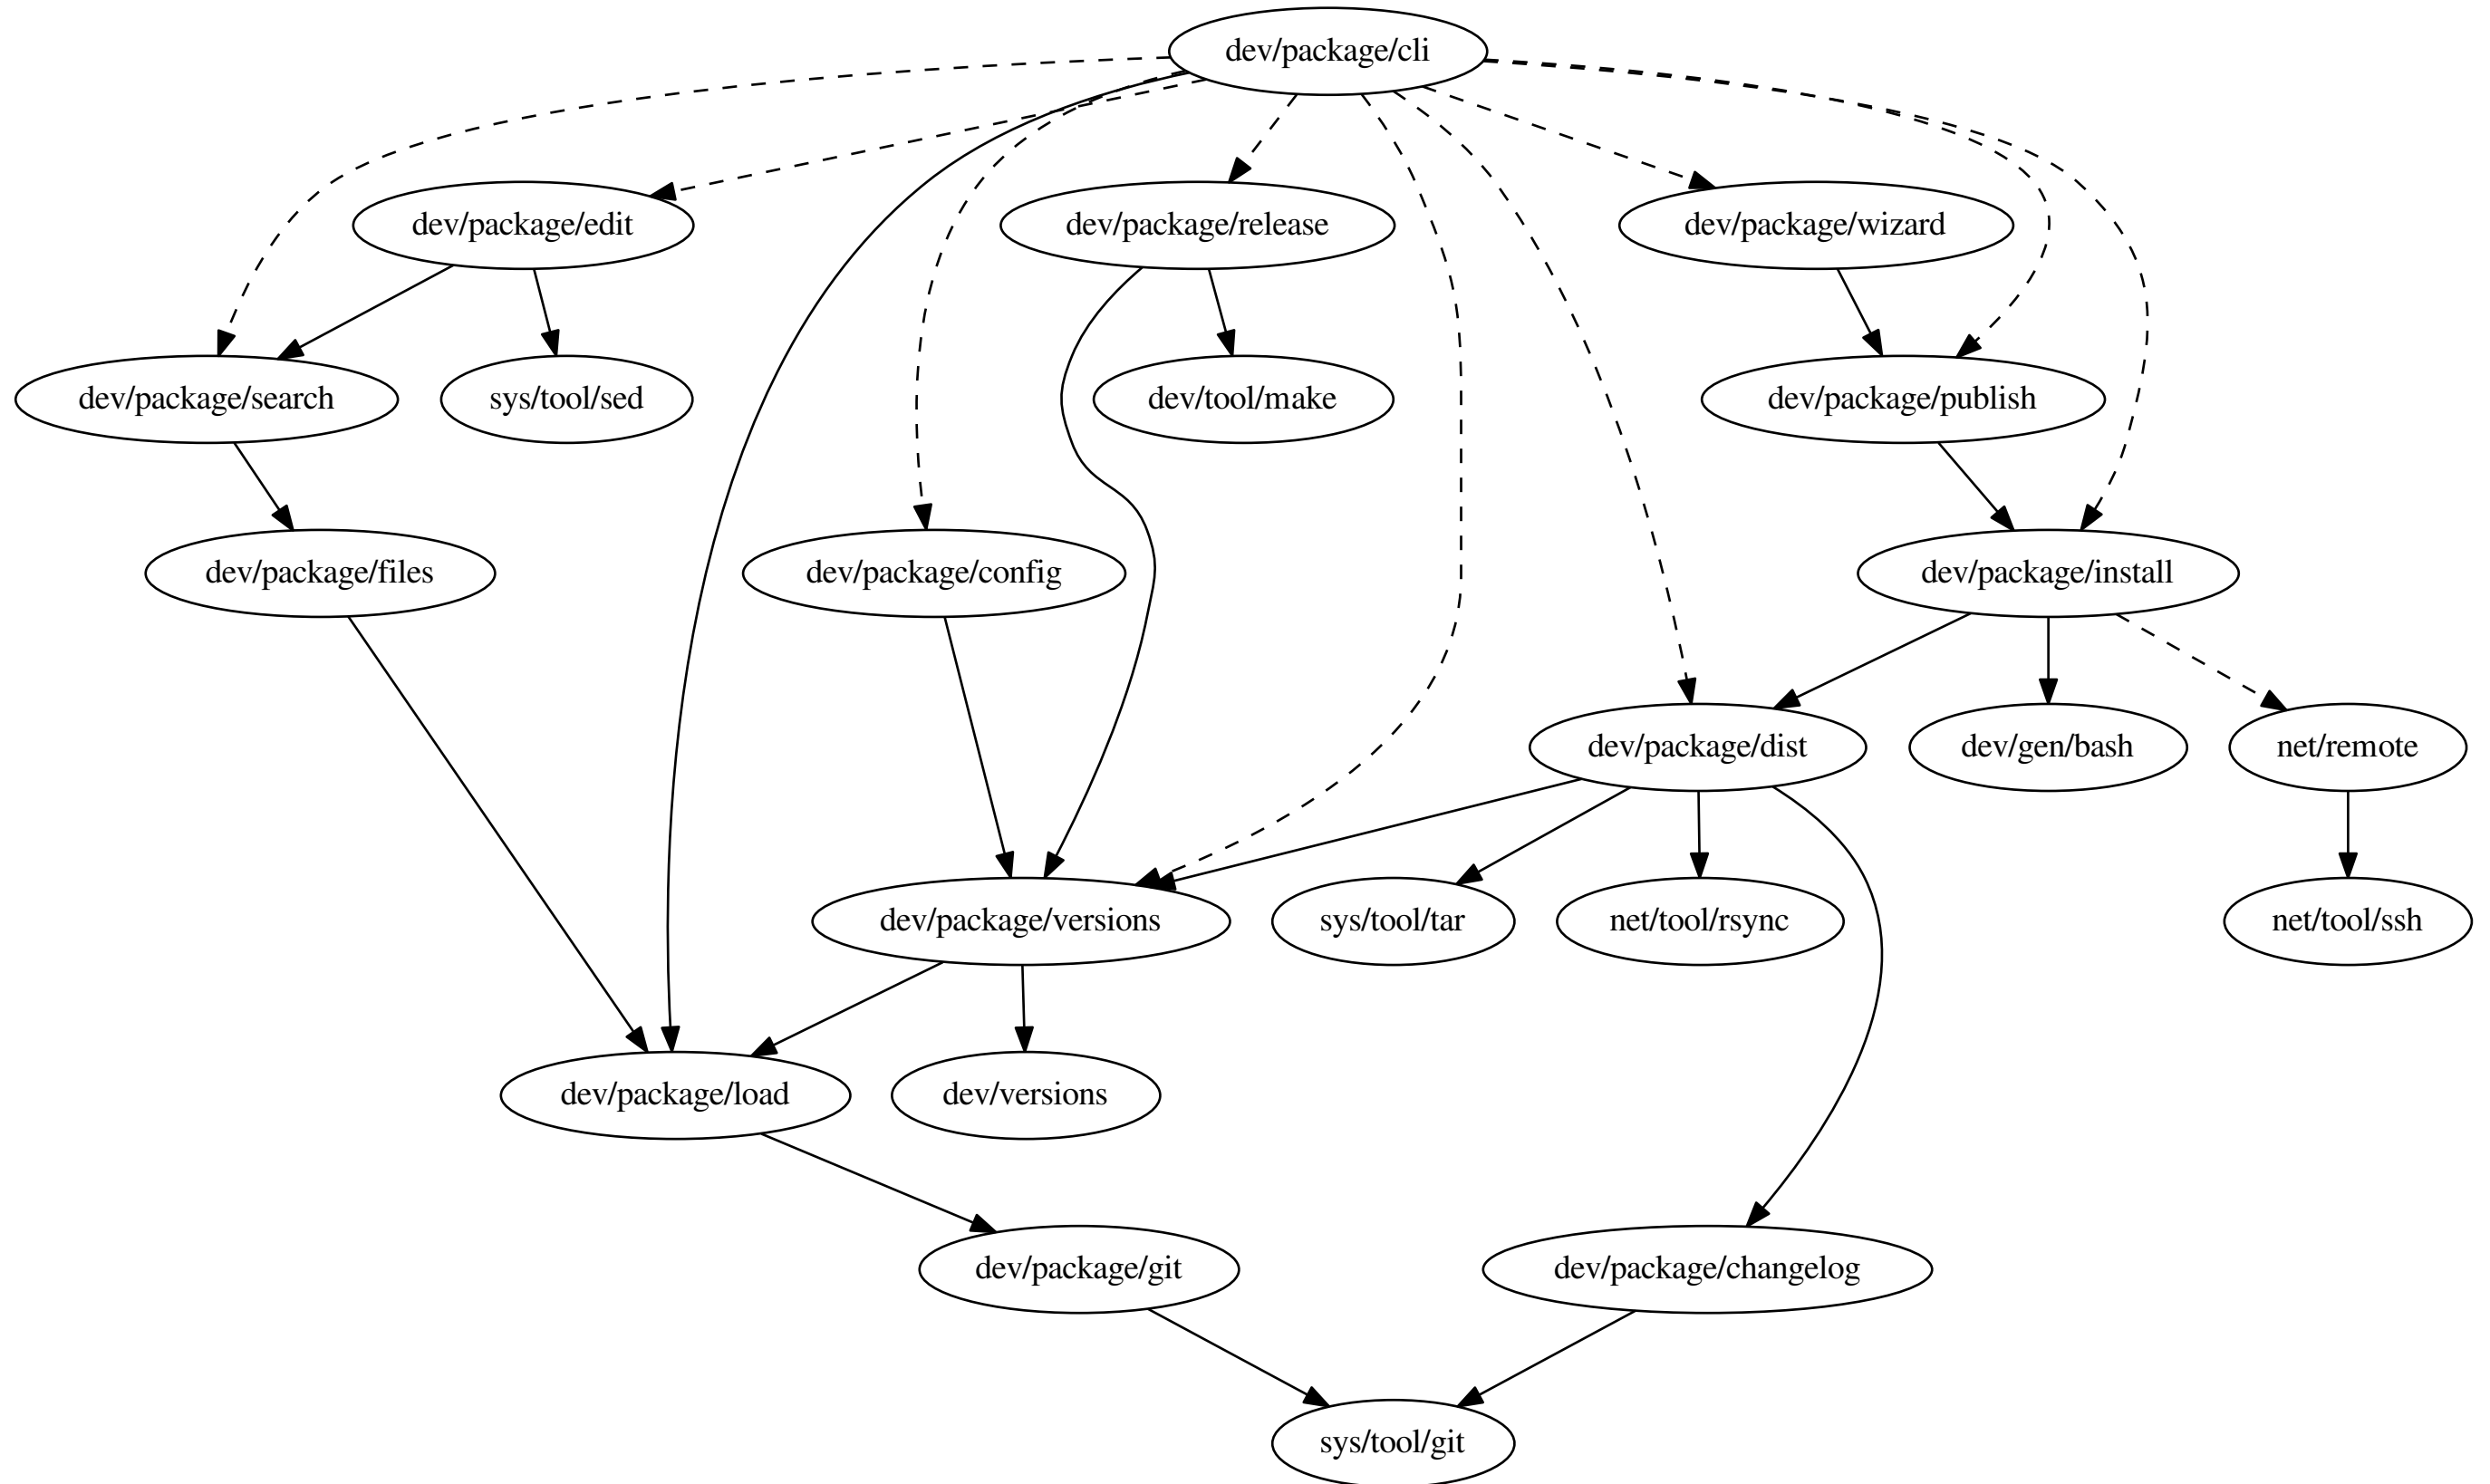 dev/package/cli
dev/package/edit
dev/package/release
dev/package/wizard
dev/package/search
sys/tool/sed
dev/tool/make
dev/package/publish
dev/package/files
dev/package/config
dev/package/install
dev/package/dist
dev/gen/bash
net/remote
dev/package/versions
sys/tool/tar
net/tool/rsync
net/tool/ssh
dev/package/load
dev/versions
dev/package/git
dev/package/changelog
sys/tool/git